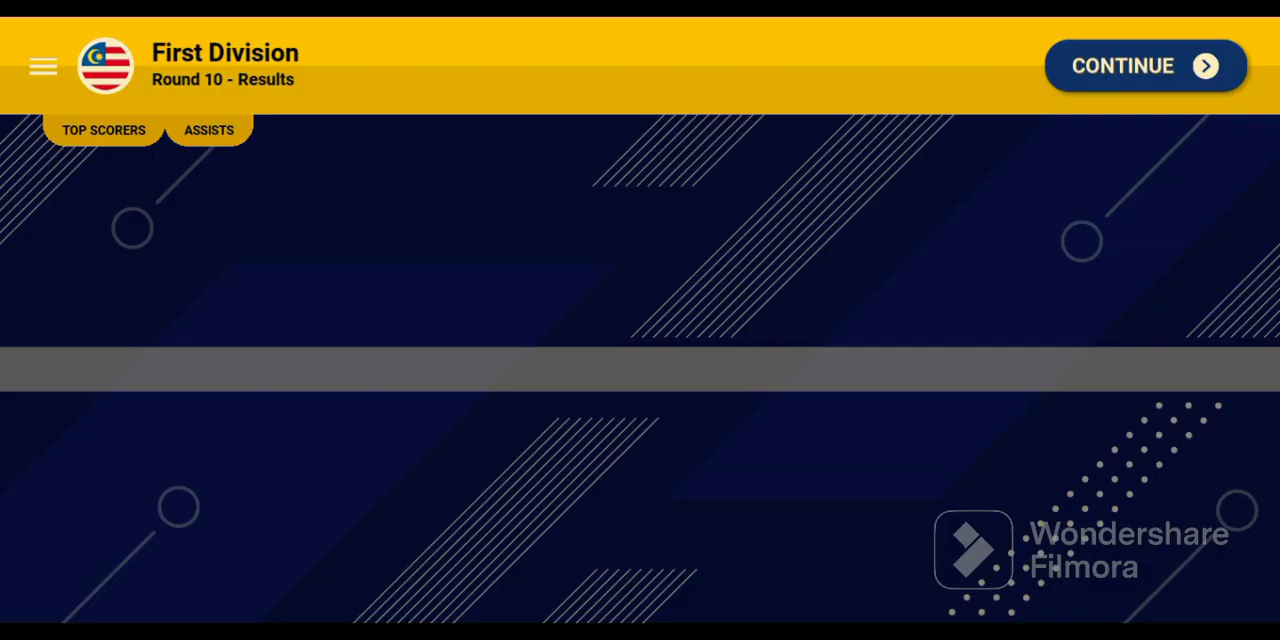 First Division
Round 10 - Results
CONTINUE
TOP SCORERS
ASSISTS
Wondershare
Filmora